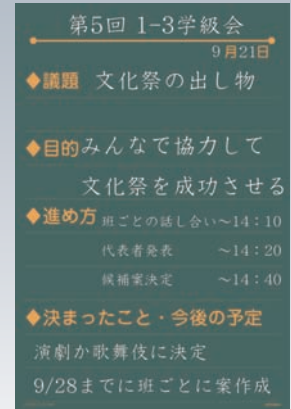 第5回 1-3学級会
9月21日
◆議題 文化祭の出し物
◆目的 みんなで協力して
文化祭を成功させる
◆進め方 班ごとの話し合い～14：10
代表者発表 ～14：20
候補案決定 ～14：40
◆決まったこと・今後の予定
演劇か歌舞伎に決定
9/28までに班ごとに案作成